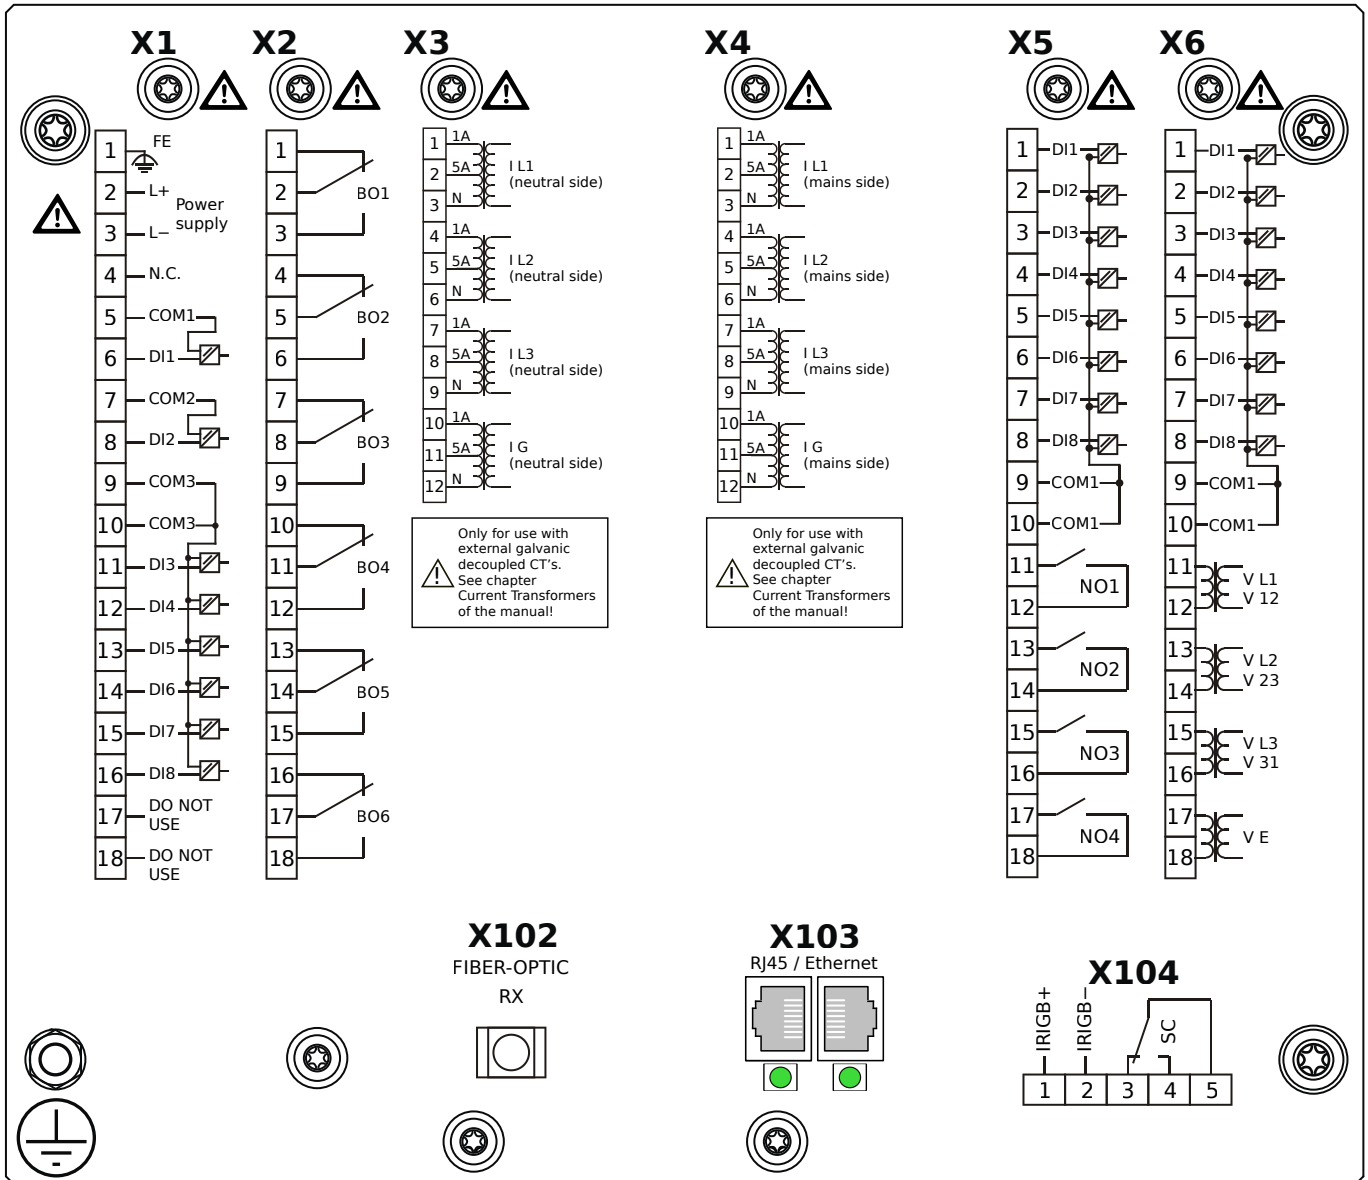 X1
1
FE
2
L+
Power
supply
3
L−
4
N.C.
5
COM1
6
DI1
7
COM2
8
DI2
9
COM3
10
COM3
11
DI3
12
DI4
13
DI5
14
DI6
15
DI7
16
DI8
17
DO NOT
USE
18
DO NOT
USE
X2
1
2
BO1
3
4
5
BO2
6
7
8
BO3
9
10
11
BO4
12
13
14
BO5
15
16
17
BO6
18
X3
1
1A
2
5A
3
N
I L1
(neutral side)
4
1A
5
5A
6
N
I L2
(neutral side)
7
1A
8
5A
9
N
I L3
(neutral side)
10
1A
11
5A
12
N
I G
(neutral side)
Only for use with
external galvanic
decoupled CT's.
See chapter
Current Transformers
of the manual!
X4
1
1A
2
5A
3
N
I L1
(mains side)
4
1A
5
5A
6
N
I L2
(mains side)
7
1A
8
5A
9
N
I L3
(mains side)
10
1A
11
5A
12
N
I G
(mains side)
Only for use with
external galvanic
decoupled CT's.
See chapter
Current Transformers
of the manual!
X5
1
DI1
2
DI2
3
DI3
4
DI4
5
DI5
6
DI6
7
DI7
8
DI8
9
COM1
10
COM1
11
NO1
12
13
NO2
14
15
NO3
16
17
NO4
18
X6
1
DI1
2
DI2
3
DI3
4
DI4
5
DI5
6
DI6
7
DI7
8
DI8
9
COM1
10
COM1
11
V L1
V 12
12
13
V L2
V 23
14
15
V L3
V 31
16
17
V E
18
X102
FIBER-OPTIC
RX
X103
RJ45 / Ethernet
X104
IRIGB+
IRIGB−
SC
1 2 3 4 5